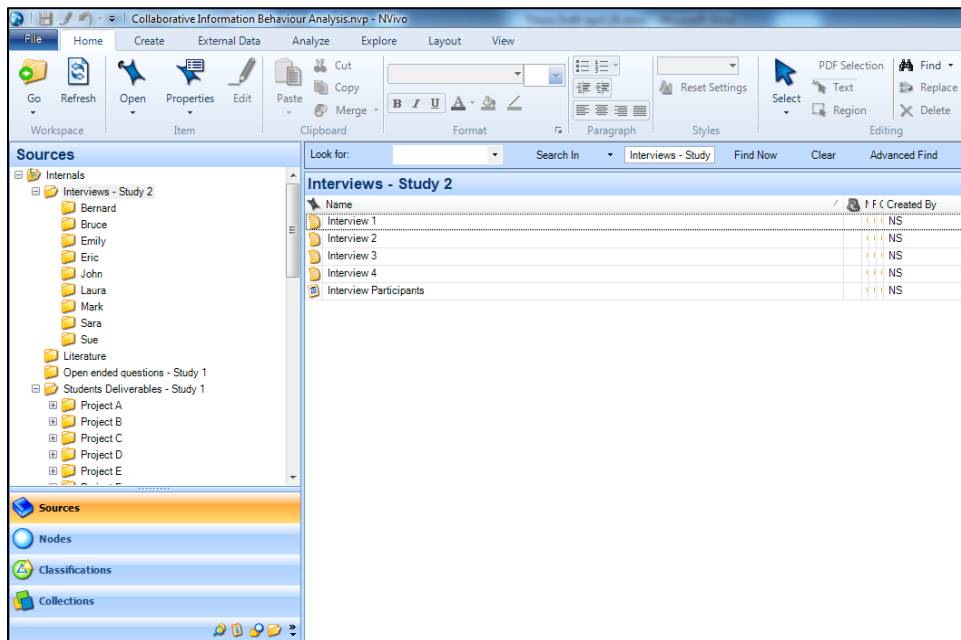 Collaborative Information Behaviour Analysis.nvp - NVivo
File Home Create External Data Analyze Explore Layout View
Go Refresh Open Properties Edit Paste Cut Copy Merge B I U Reset Settings Select PDF Selection Text Region Find Replace Delete
Workspace Item Clipboard Format Paragraph Styles Editing
Sources
Look for: Search In Interviews - Study Find Now Clear Advanced Find
Internals
Interviews - Study 2
Bernard
Bruce
Emily
Eric
John
Laura
Mark
Sara
Sue
Literature
Open ended questions - Study 1
Students Deliverables - Study 1
Project A
Project B
Project C
Project D
Project E
Interviews - Study 2
Name Created By
Interview 1 NS
Interview 2 NS
Interview 3 NS
Interview 4 NS
Interview Participants NS
Sources
Nodes
Classifications
Collections